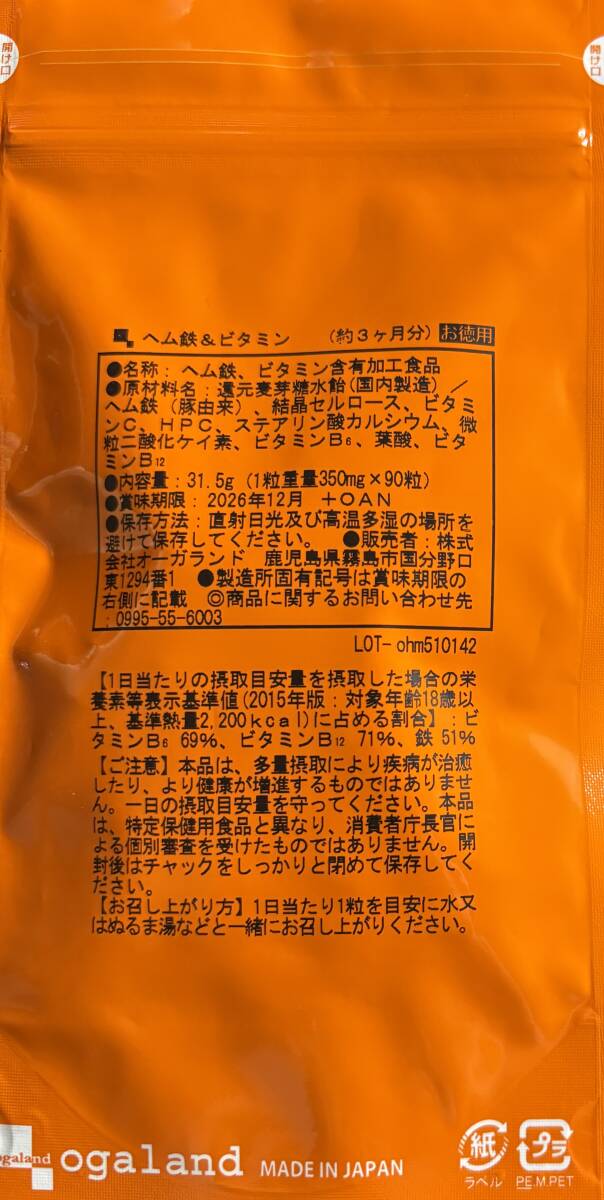 開け口
開け口
ヘム鉄&ビタミン (約3ヶ月分) お徳用
●名称: ヘム鉄、ビタミン含有加工食品
●原材料名:還元麦芽糖水飴(国内製造)/
ヘム鉄(豚由来)、結晶セルロース、ビタミ
ンC、HPC、ステアリン酸カルシウム、微
粒二酸化ケイ素、ビタミンB6、葉酸、ビタ
ミンB12
●内容量:31.5g (1粒重量350mg×90粒)
●賞味期限:2026年12月 +OAN
●保存方法:直射日光及び高温多湿の場所を
避けて保存してください。 ●販売者:株式
会社オーガランド 鹿児島県霧島市国分野口
東1294番1 ●製造所固有記号は賞味期限の
右側に記載 ◎商品に関するお問い合わせ先
:0995-55-6003
LOT- ohm510142
【1日当たりの摂取目安量を摂取した場合の栄
養素等表示基準値(2015年版:対象年齢18歳以
上、基準熱量2,200kcal)に占める割合】:ビ
タミンB6 69%、ビタミンB12 71%、鉄 51%
【ご注意】本品は、多量摂取により疾病が治癒
したり、より健康が増進するものではありませ
ん。一日の摂取目安量を守ってください。本品
は、特定保健用食品と異なり、消費者庁長官に
よる個別審査を受けたものではありません。開
封後はチャックをしっかりと閉めて保存してく
ださい。
【お召し上がり方】1日当たり1粒を目安に水又
はぬるま湯などと一緒にお召し上がりください。
ogaland
ogaland MADE IN JAPAN
紙
ラベル
プラ
PE.M.PET